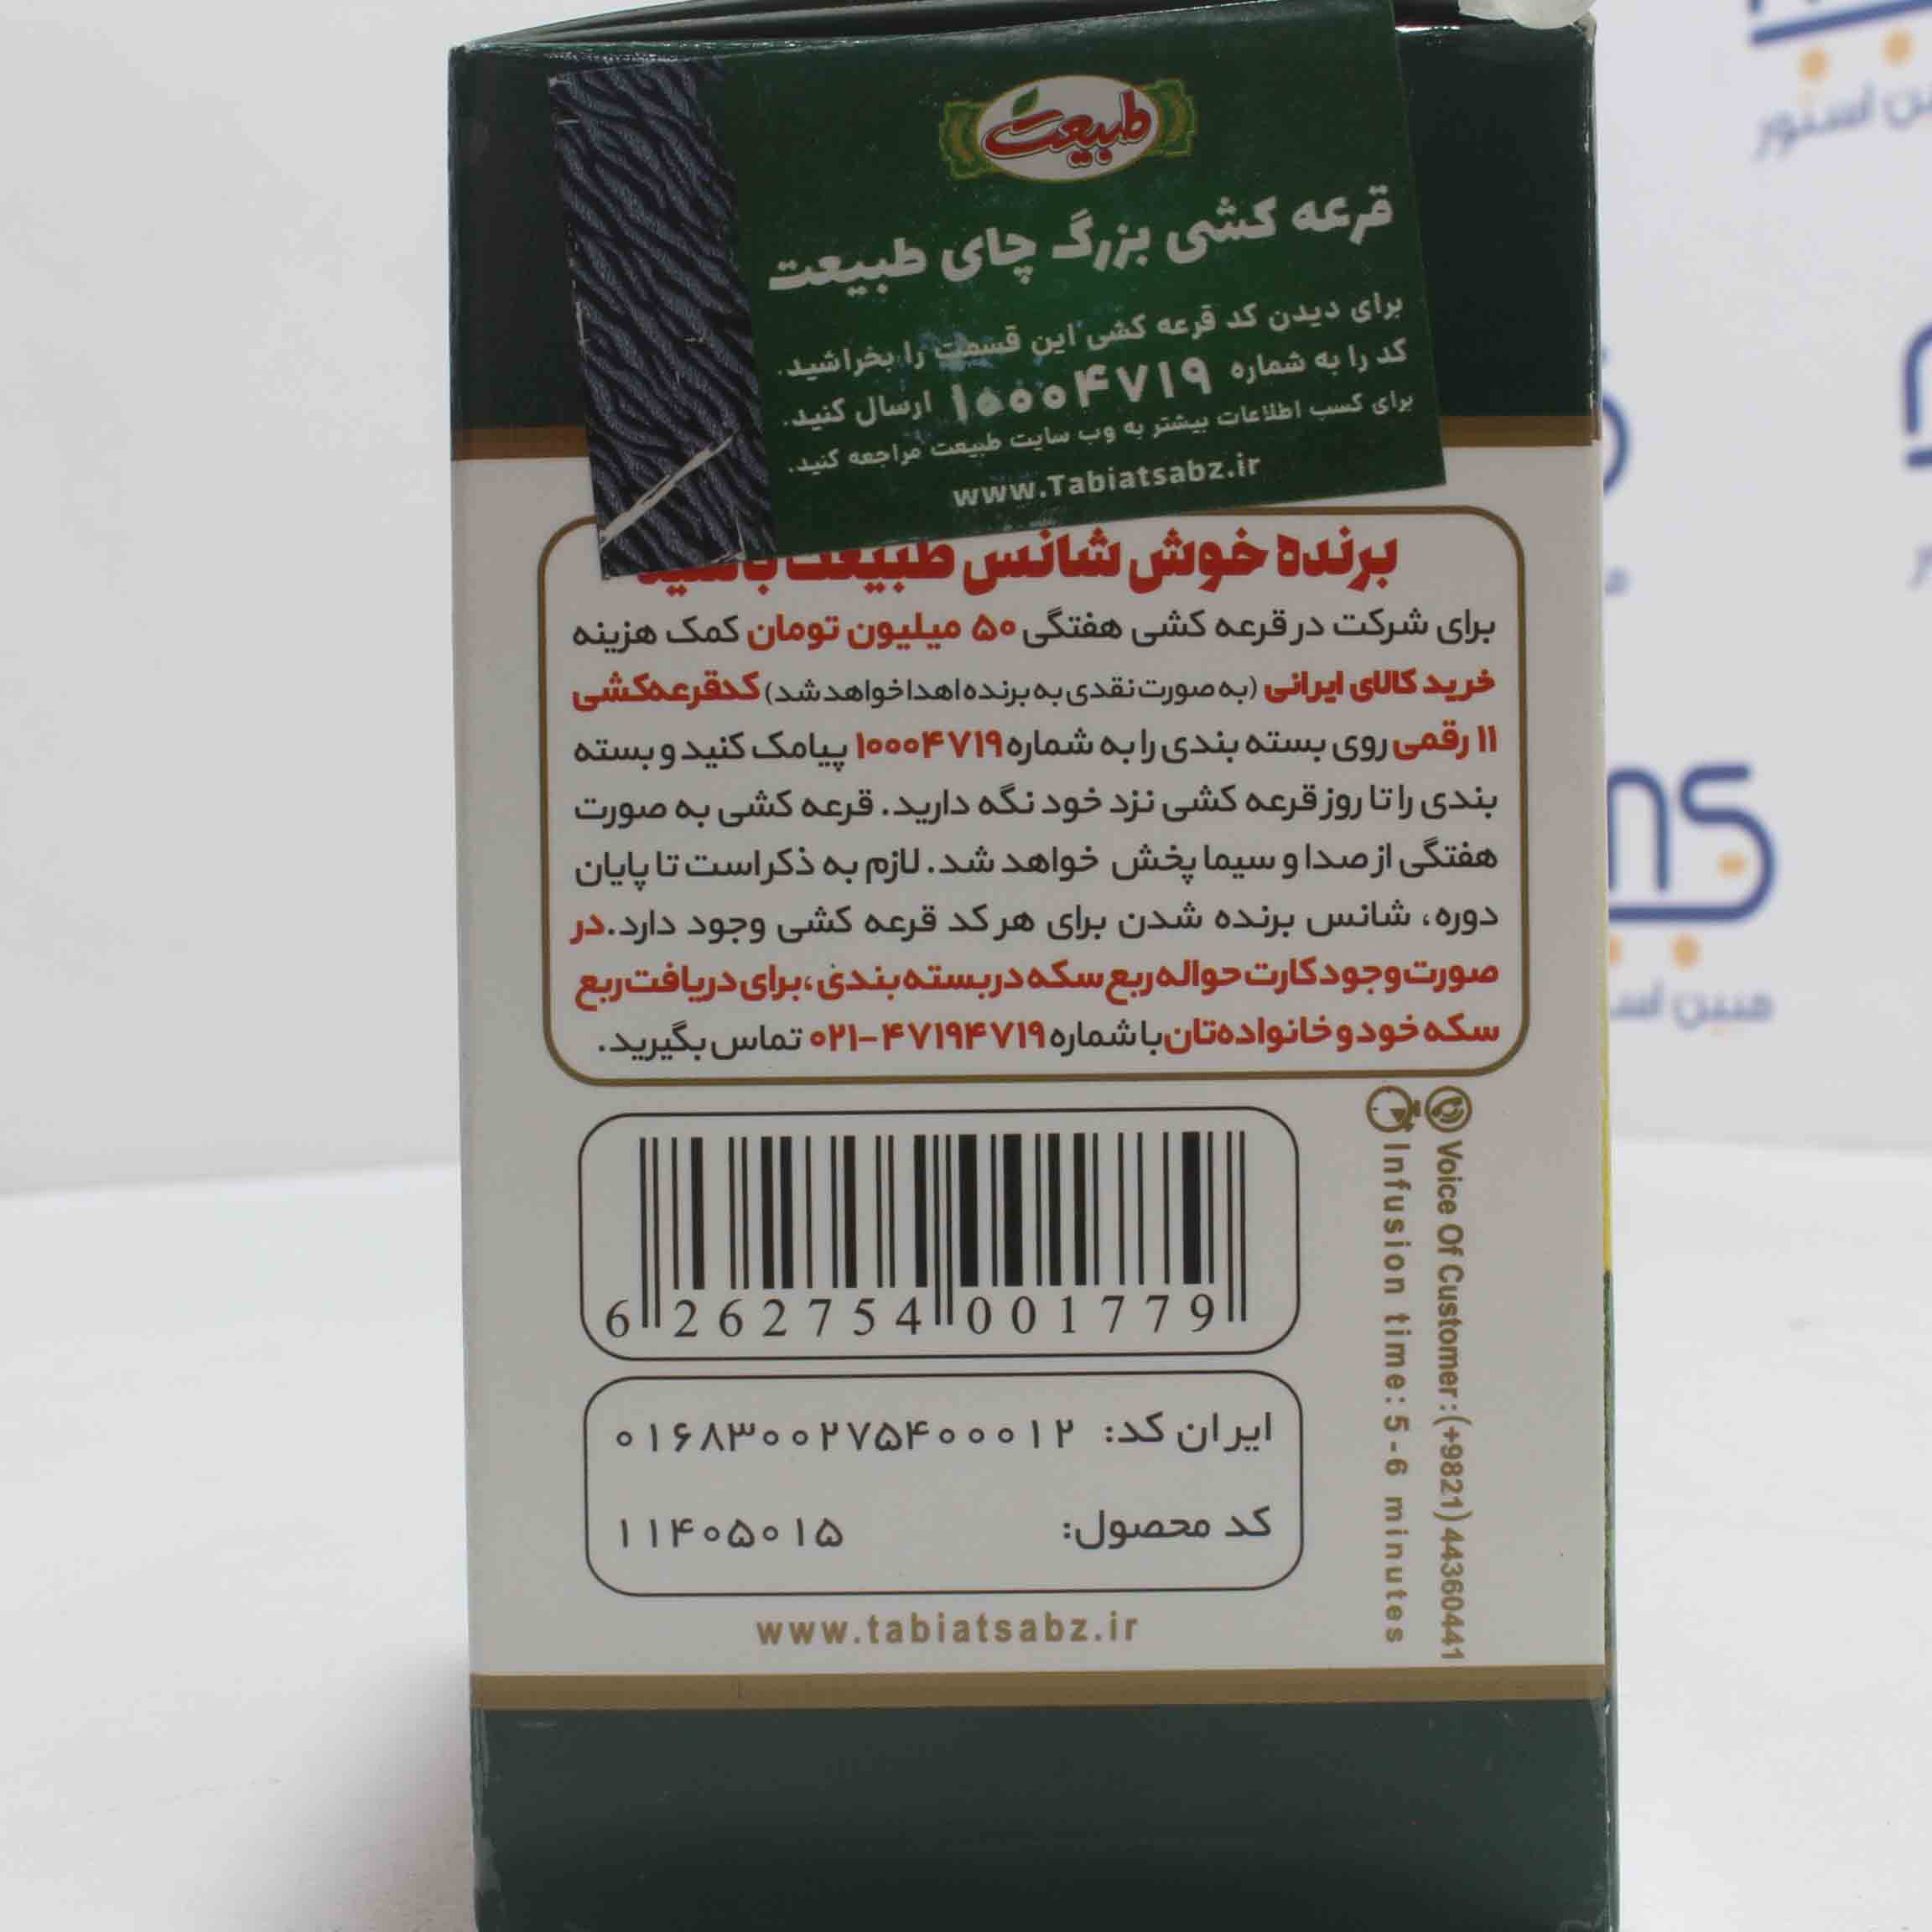 طبیعت
قرعه کشی بزرگ چای طبیعت
برای دیدن کد قرعه کشی این قسمت را بخراشید.
کد را به شماره ۱۰۰۰۴۷۱۹ ارسال کنید.
برای کسب اطلاعات بیشتر به وب سایت طبیعت مراجعه کنید.
www.Tabiatsabz.ir
برنده خوش شانس طبیعت باشید
برای شرکت در قرعه کشی هفتگی ۵۰ میلیون تومان کمک هزینه
خرید کالای ایرانی (به صورت نقدی به برنده اهدا خواهد شد) کد قرعه‌کشی
۱۱ رقمی روی بسته بندی را به شماره ۱۰۰۰۴۷۱۹ پیامک کنید و بسته
بندی را تا روز قرعه کشی نزد خود نگه دارید. قرعه کشی به صورت
هفتگی از صدا و سیما پخش خواهد شد. لازم به ذکر است تا پایان
دوره، شانس برنده شدن برای هر کد قرعه کشی وجود دارد. در
صورت وجود کارت حواله ربع سکه در بسته بندی، برای دریافت ربع
سکه خود و خانواده‌تان با شماره ۴۷۱۹۴۷۱۹-۰۲۱ تماس بگیرید.
Voice Of Customer: (+9821) 44360441
Infusion time: 5-6 minutes
6 262754 001779
ایران کد: ۰۱۶۸۳۰۰۲۷۵۴۰۰۰۱۲
کد محصول: ۱۱۴۰۵۰۱۵
www.tabiatsabz.ir